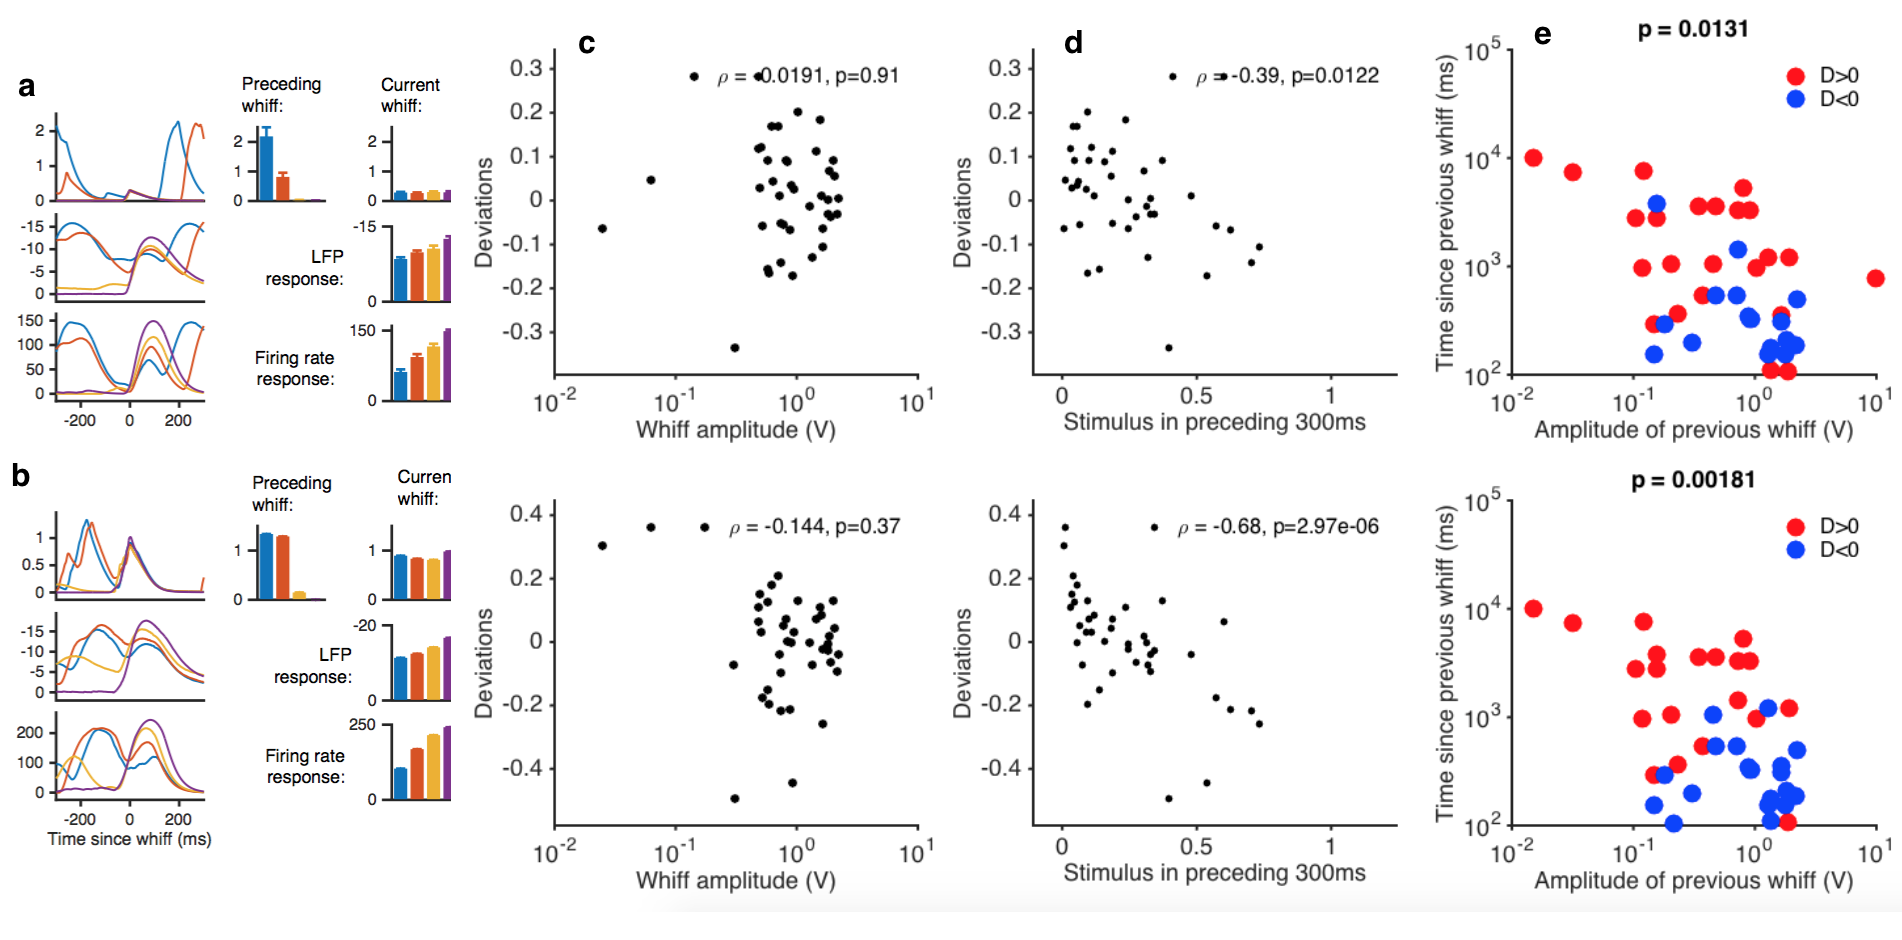 a
Preceding
whiff:
Current
whiff:
2
1
0
2
1
0
2
1
0
-15
-10
-5
0
LFP
response:
-15
0
150
100
50
0
Firing rate
response:
150
0
-200 0 200
b
Preceding
whiff:
Curren
whiff:
1
0.5
0
1
0
1
0
-15
-10
-5
0
LFP
response:
-20
0
200
100
0
Firing rate
response:
250
0
-200 0 200
Time since whiff (ms)
c
ρ = -0.0191, p=0.91
0.3
0.2
0.1
0
-0.1
-0.2
-0.3
Deviations
10-2 10-1 100 101
Whiff amplitude (V)
ρ = -0.144, p=0.37
0.4
0.2
0
-0.2
-0.4
Deviations
10-2 10-1 100 101
Whiff amplitude (V)
d
ρ = -0.39, p=0.0122
0.3
0.2
0.1
0
-0.1
-0.2
-0.3
Deviations
0 0.5 1
Stimulus in preceding 300ms
ρ = -0.68, p=2.97e-06
0.4
0.2
0
-0.2
-0.4
Deviations
0 0.5 1
Stimulus in preceding 300ms
e
p = 0.0131
D>0
D<0
105
104
103
102
Time since previous whiff (ms)
10-2 10-1 100 101
Amplitude of previous whiff (V)
p = 0.00181
D>0
D<0
105
104
103
102
Time since previous whiff (ms)
10-2 10-1 100 101
Amplitude of previous whiff (V)